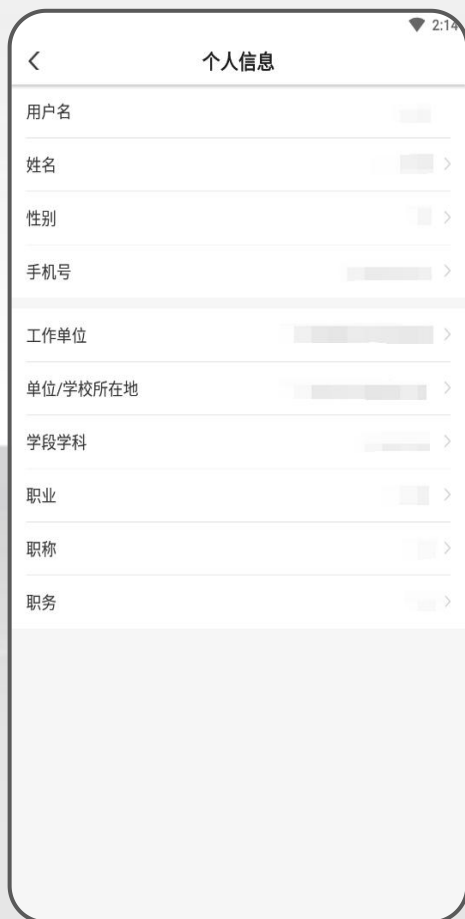 2:14
个人信息
用户名
姓名
性别
手机号
工作单位
单位/学校所在地
学段学科
职业
职称
职务